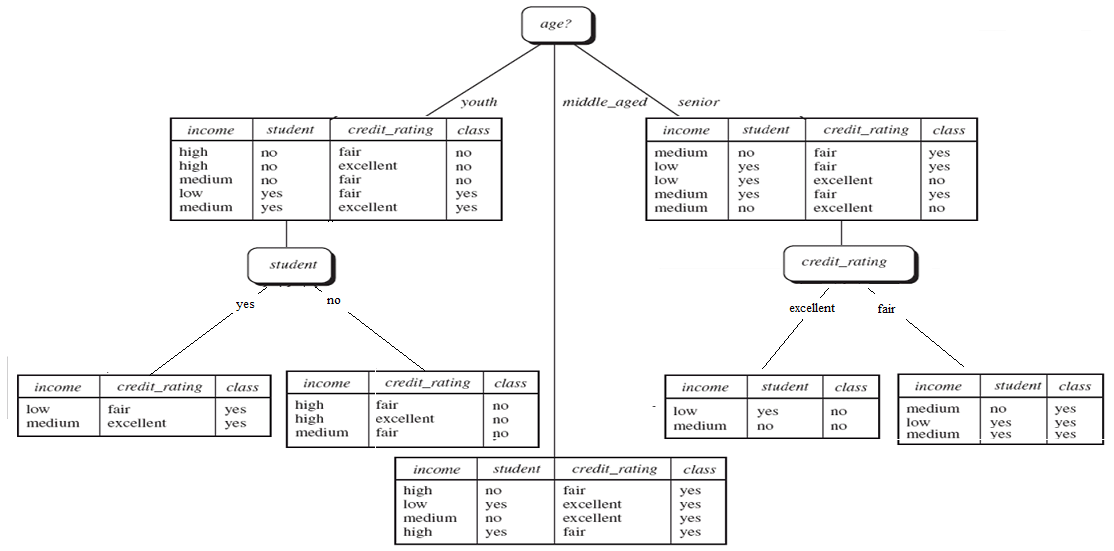 age?
youth
middle_aged
senior
income student credit_rating class
high no fair no
high no excellent no
medium no fair no
low yes fair yes
medium yes excellent yes
income student credit_rating class
medium no fair yes
low yes fair yes
low yes excellent no
medium yes fair yes
medium no excellent no
student
credit_rating
yes
no
excellent
fair
income credit_rating class
low fair yes
medium excellent yes
income credit_rating class
high fair no
high excellent no
medium fair no
income student class
low yes no
medium no no
income student class
medium no yes
low yes yes
medium yes yes
income student credit_rating class
high no fair yes
low yes excellent yes
medium no excellent yes
high yes fair yes